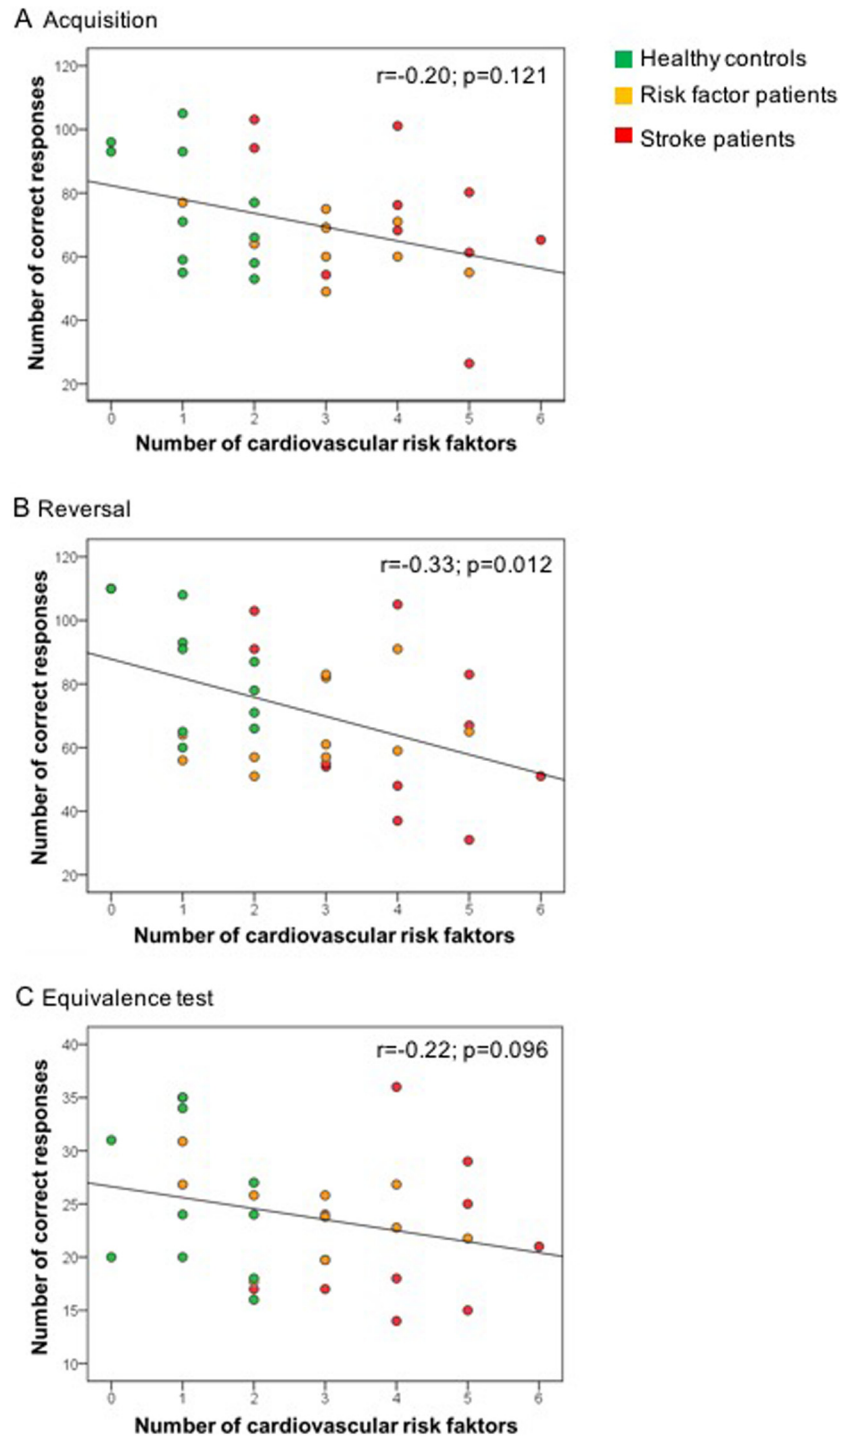 A Acquisition
Number of correct responses
120
100
80
60
40
20
r=-0.20; p=0.121
0 1 2 3 4 5 6
Number of cardiovascular risk faktors
Healthy controls
Risk factor patients
Stroke patients
B Reversal
Number of correct responses
120
100
80
60
40
20
r=-0.33; p=0.012
0 1 2 3 4 5 6
Number of cardiovascular risk faktors
C Equivalence test
Number of correct responses
40
35
30
25
20
15
10
r=-0.22; p=0.096
0 1 2 3 4 5 6
Number of cardiovascular risk faktors